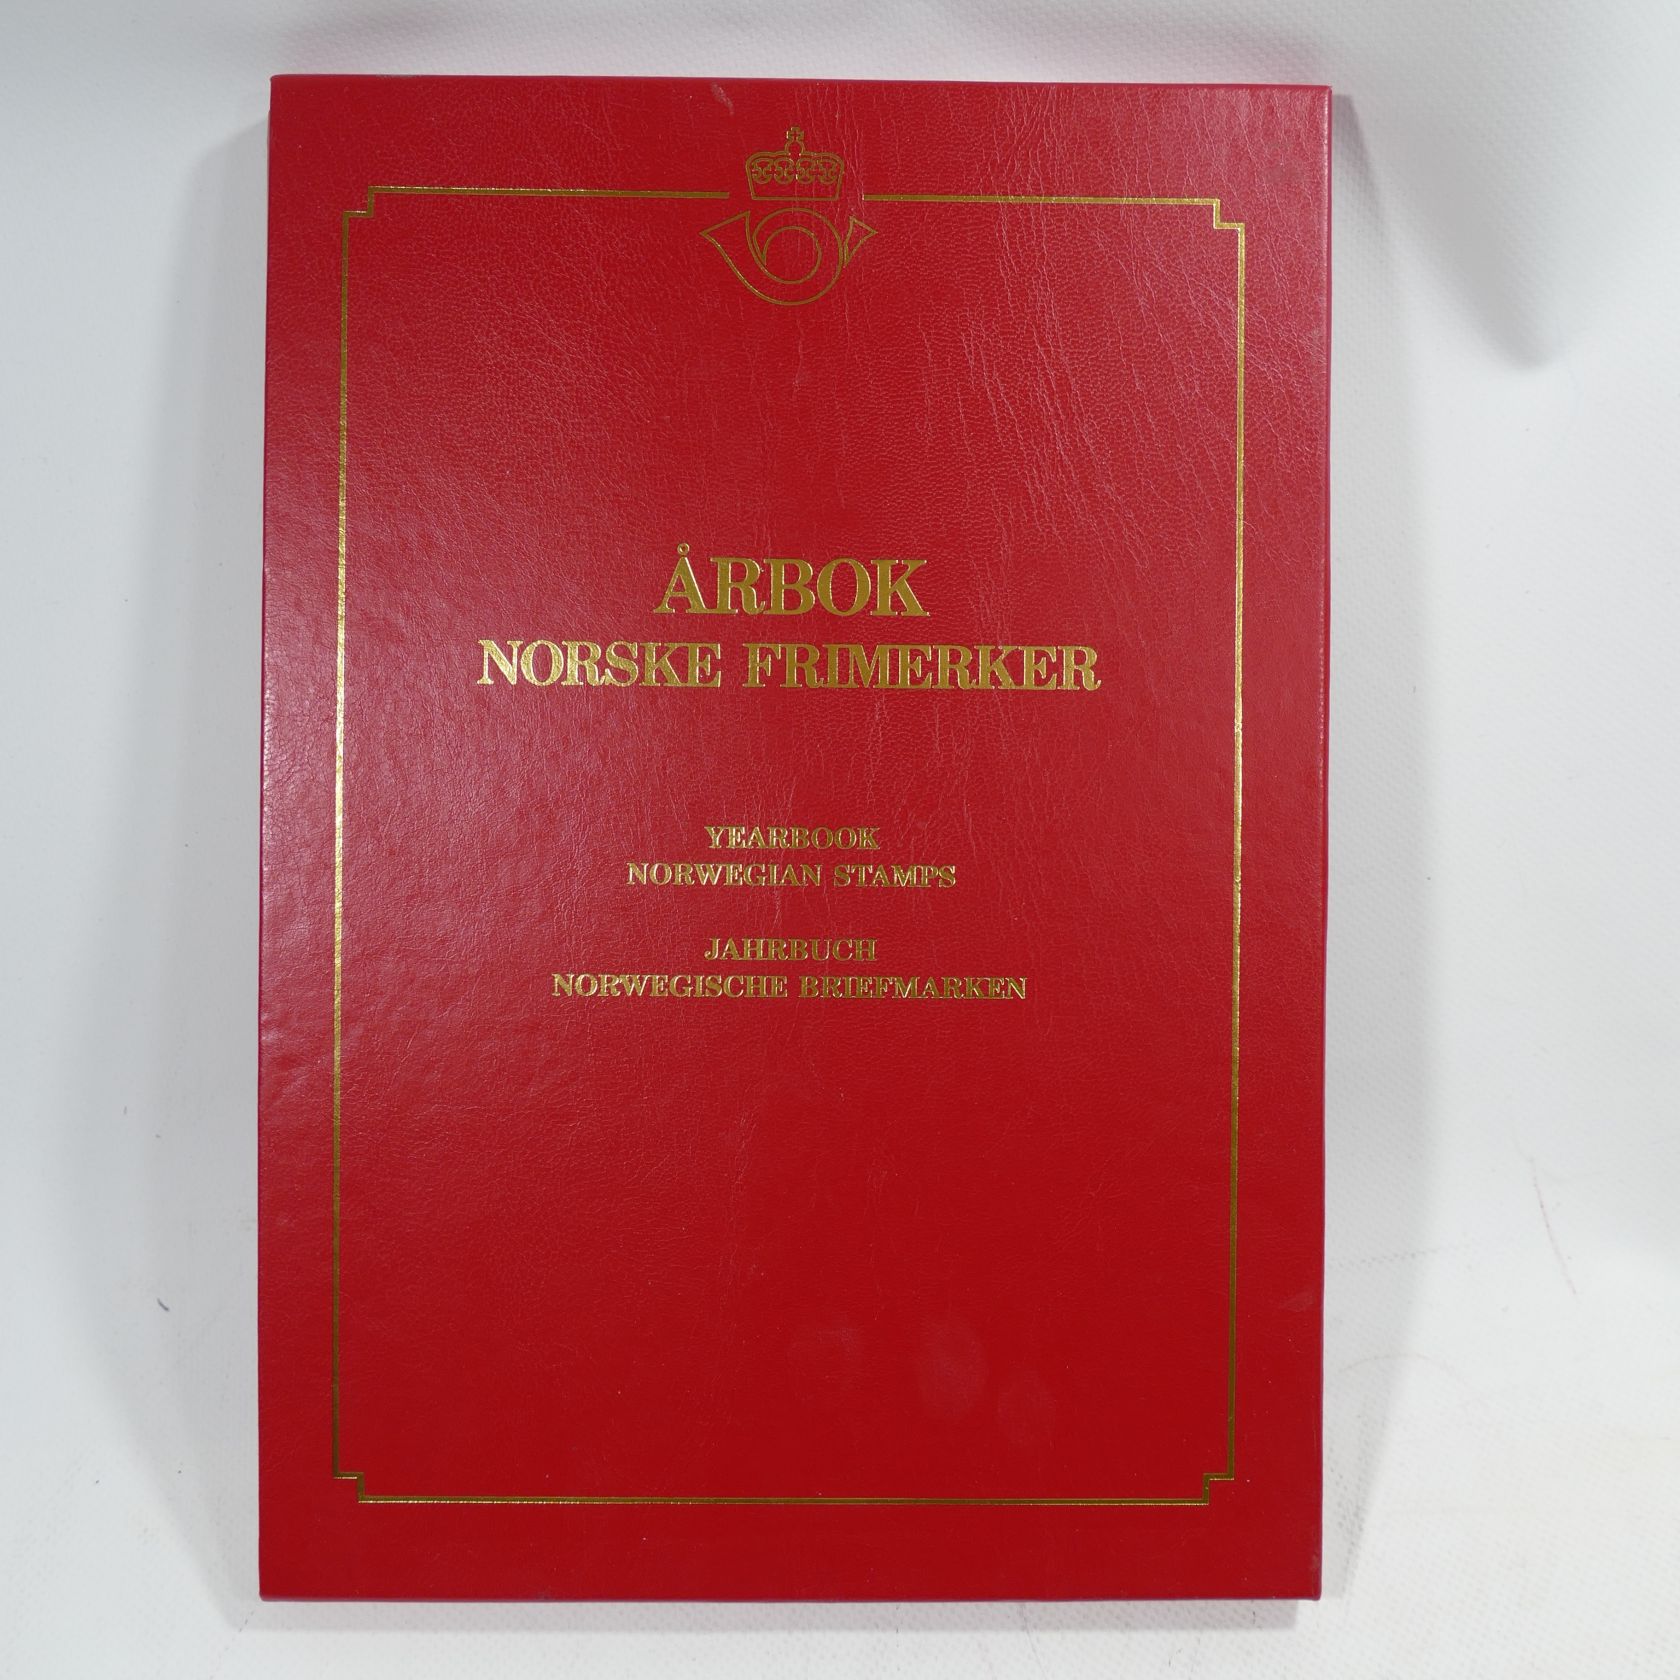 ÅRBOK
NORSKE FRIMERKER
YEARBOOK
NORWEGIAN STAMPS
JAHRBUCH
NORWEGISCHE BRIEFMARKEN